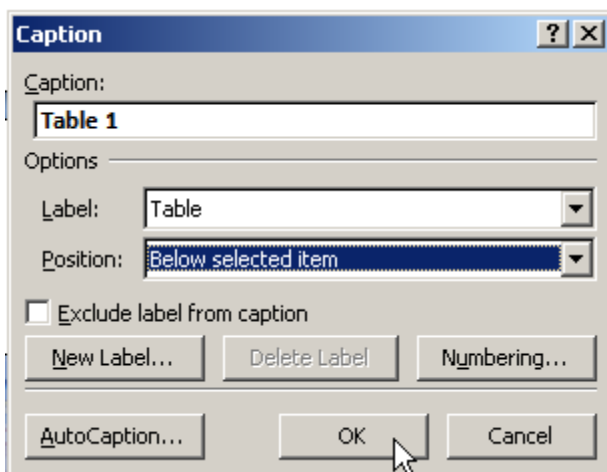 Caption
Caption:
Table 1
Options
Label: Table
Position: Below selected item
Exclude label from caption
New Label... Delete Label Numbering...
AutoCaption... OK Cancel